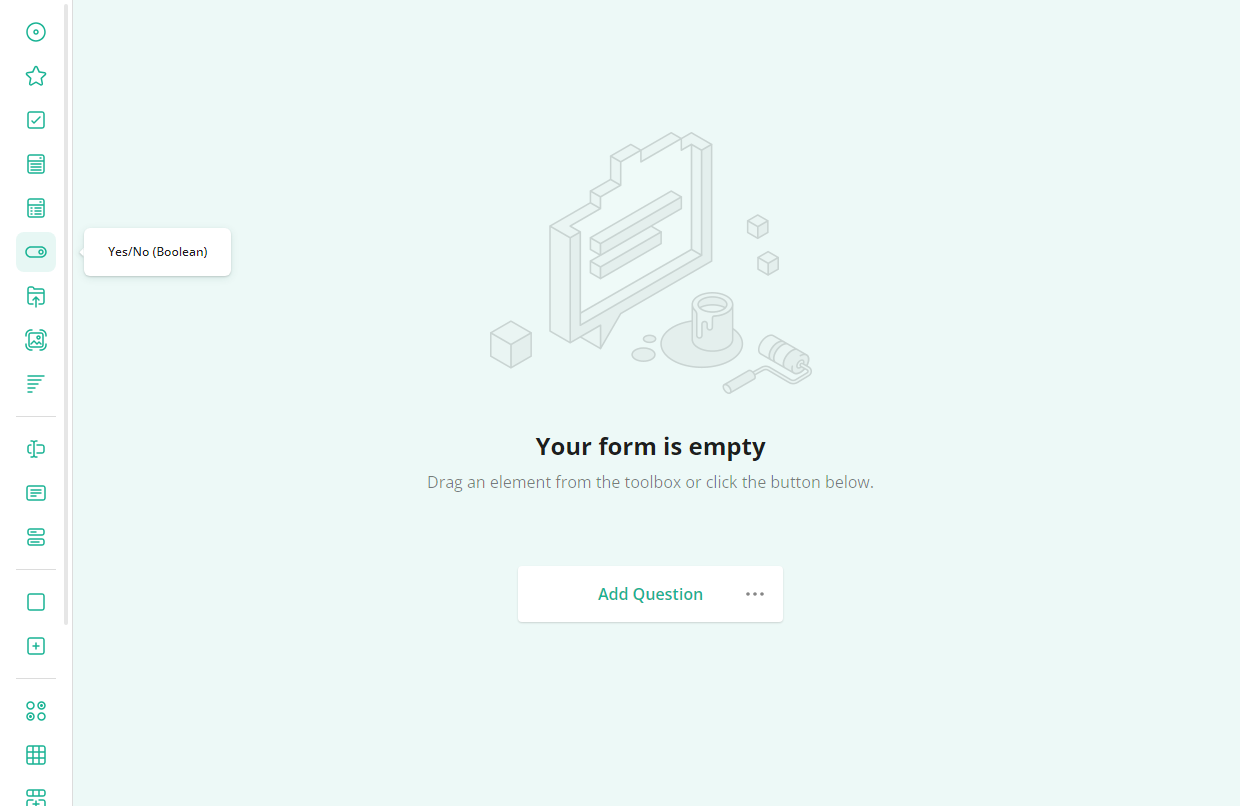 Yes/No (Boolean)
Your form is empty
Drag an element from the toolbox or click the button below.
Add Question